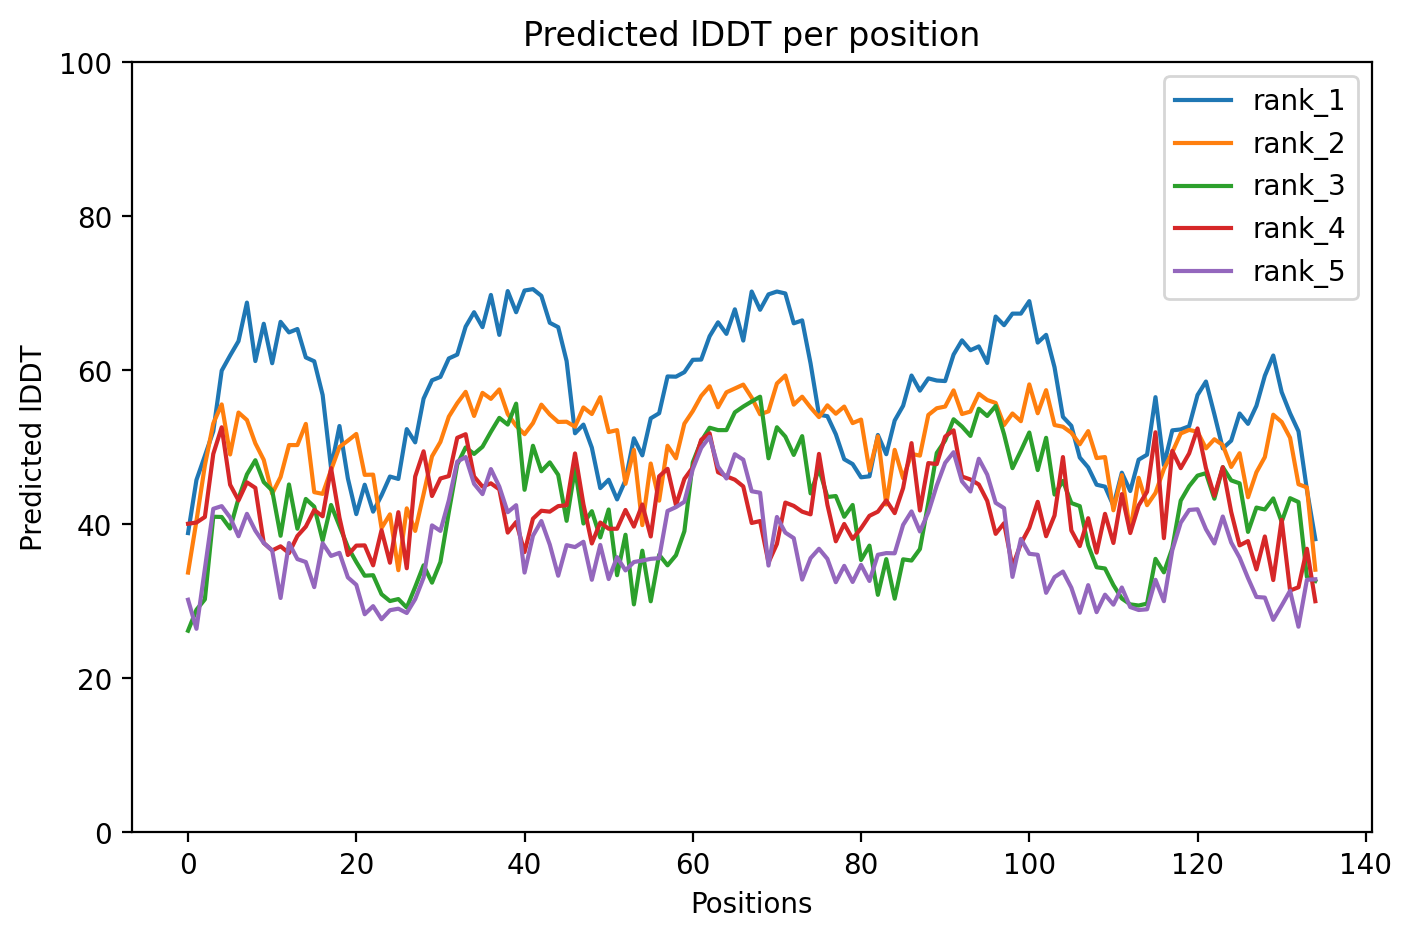 Predicted lDDT per position
100
80
60
40
20
0
Predicted lDDT
0 20 40 60 80 100 120 140
Positions
rank_1
rank_2
rank_3
rank_4
rank_5